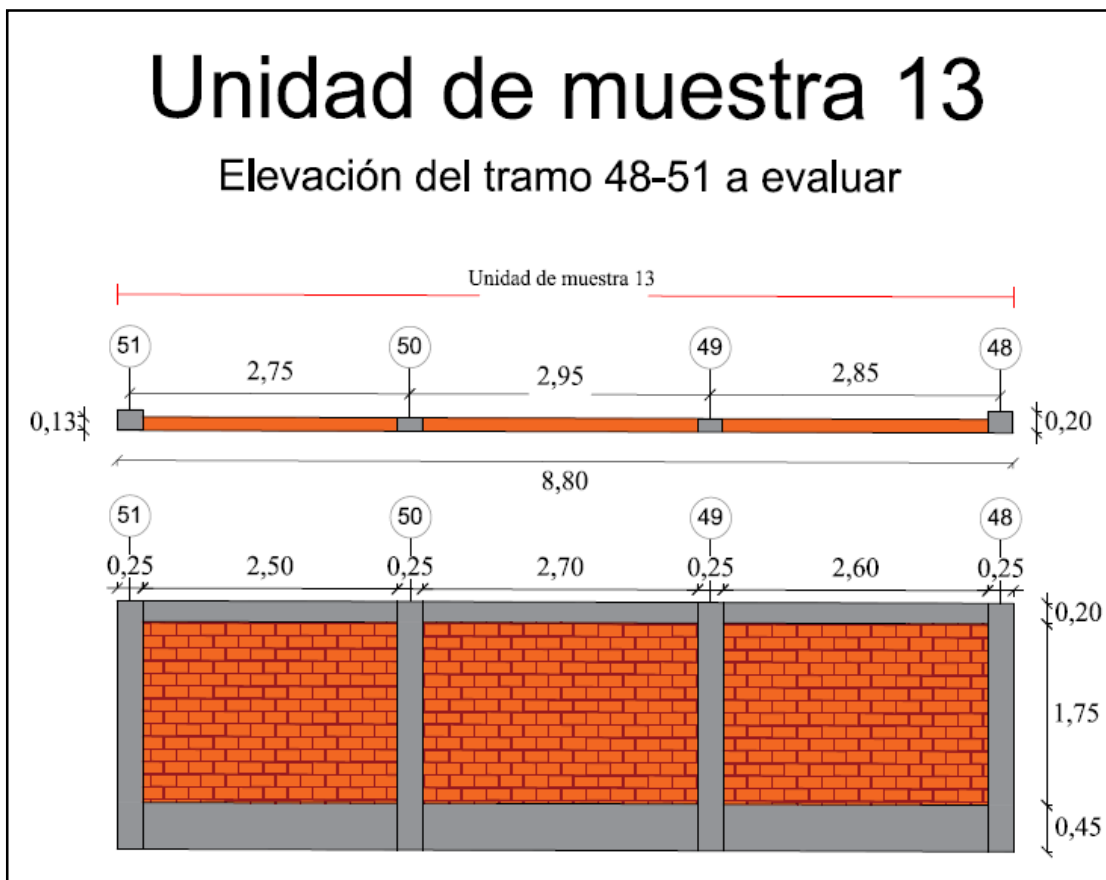 Unidad de muestra 13
Elevación del tramo 48-51 a evaluar
Unidad de muestra 13
51 50 49 48
2,75 2,95 2,85
0,13 0,20
8,80
51 50 49 48
0,25 2,50 0,25 2,70 0,25 2,60 0,25
0,20
1,75
0,45